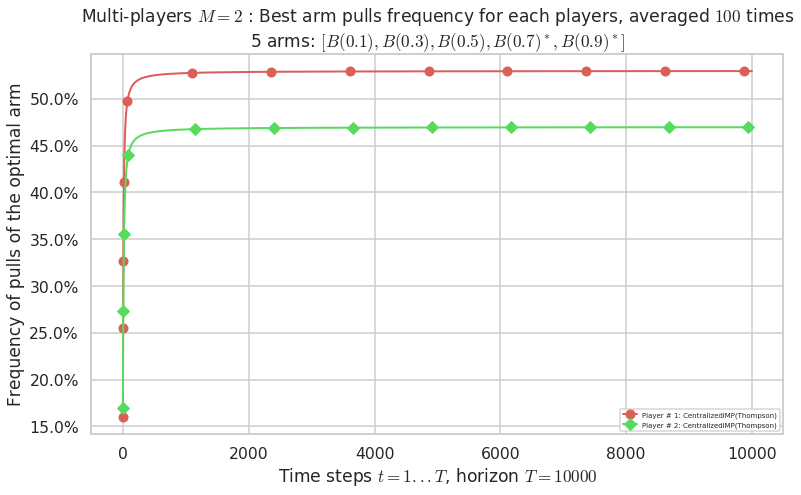 Multi-players M = 2 : Best arm pulls frequency for each players, averaged 100 times
5 arms: [B(0.1), B(0.3), B(0.5), B(0.7)*, B(0.9)*]
Frequency of pulls of the optimal arm
50.0%
45.0%
40.0%
35.0%
30.0%
25.0%
20.0%
15.0%
Player # 1: CentralizedIMP(Thompson)
Player # 2: CentralizedIMP(Thompson)
0 2000 4000 6000 8000 10000
Time steps t = 1...T, horizon T = 10000